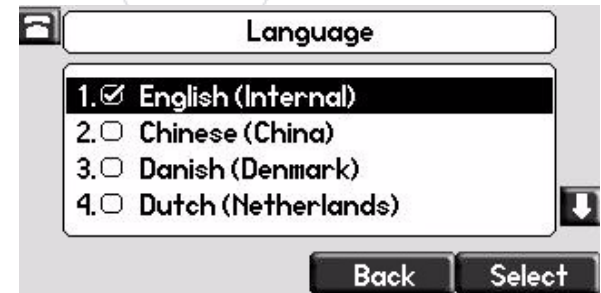 Language
1. English (Internal)
2. Chinese (China)
3. Danish (Denmark)
4. Dutch (Netherlands)
Back Select